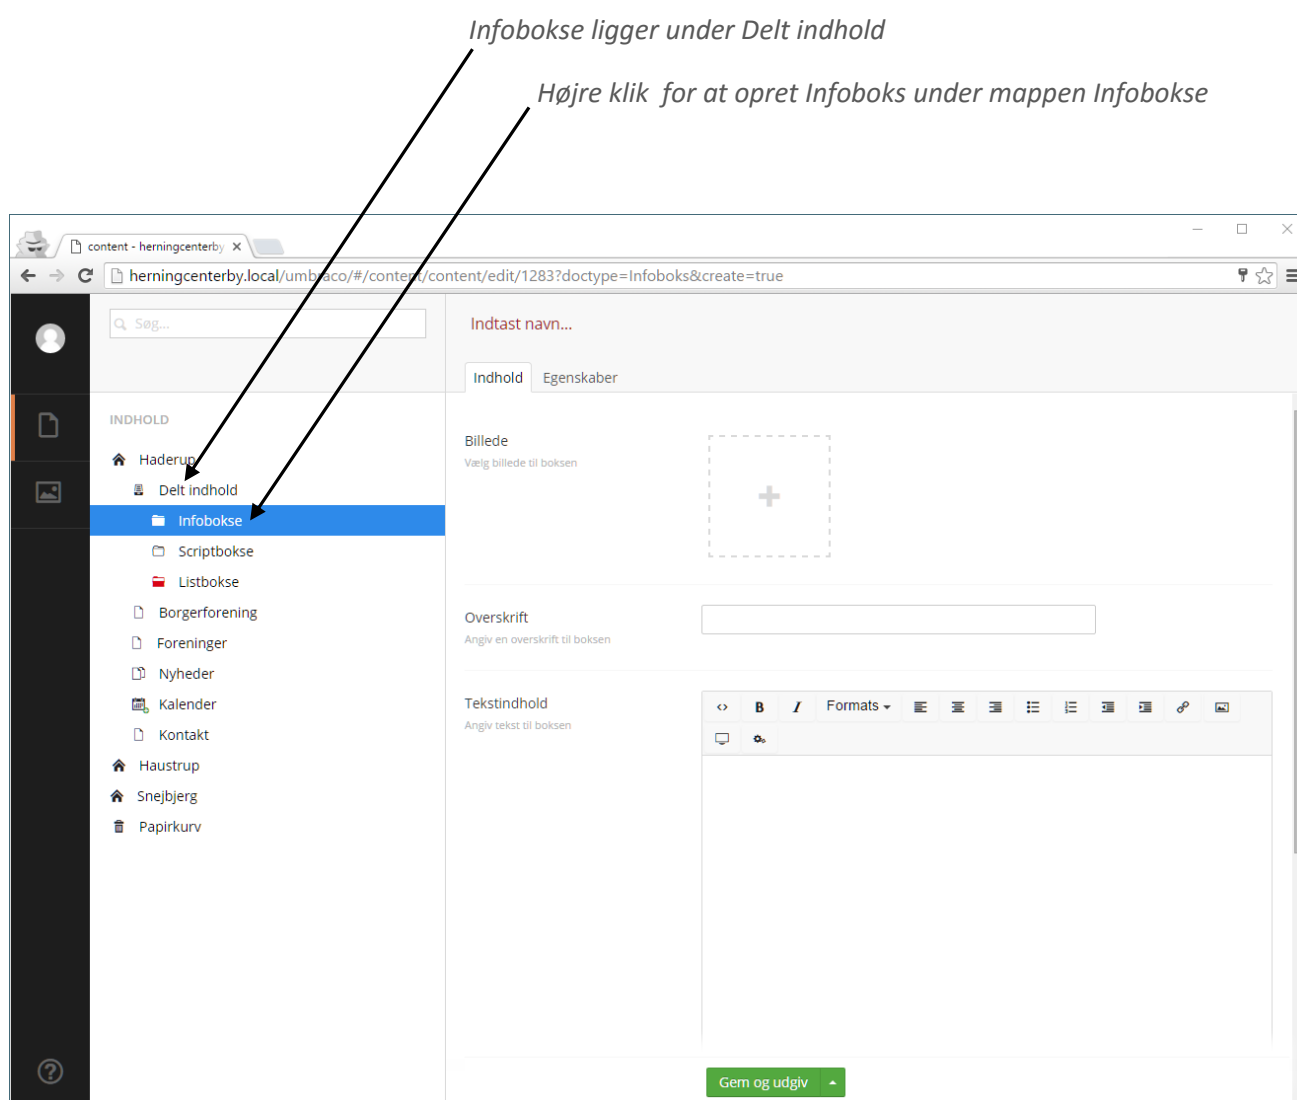 Infobokse ligger under Delt indhold
Højre klik  for at opret Infoboks under mappen Infobokse
content - herningcenterby
herningcenterby.local/umbraco/#/content/content/edit/1283?doctype=Infoboks&create=true
Søg...
Indtast navn...
Indhold Egenskaber
INDHOLD
Haderup
Delt indhold
Infobokse
Scriptbokse
Listbokse
Borgerforening
Foreninger
Nyheder
Kalender
Kontakt
Haustrup
Snejbjerg
Papirkurv
Billede
Vælg billede til boksen
Overskrift
Angiv en overskrift til boksen
Tekstindhold
Angiv tekst til boksen
B I Formats
Gem og udgiv